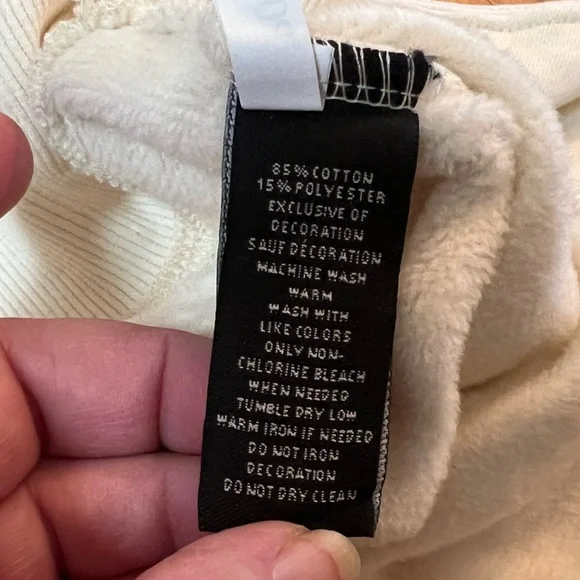 85% COTTON
15% POLYESTER
EXCLUSIVE OF
DECORATION
SAUF DÉCORATION
MACHINE WASH
WARM
WASH WITH
LIKE COLORS
ONLY NON-
CHLORINE BLEACH
WHEN NEEDED
TUMBLE DRY LOW
WARM IRON IF NEEDED
DO NOT IRON
DECORATION
DO NOT DRY CLEAN